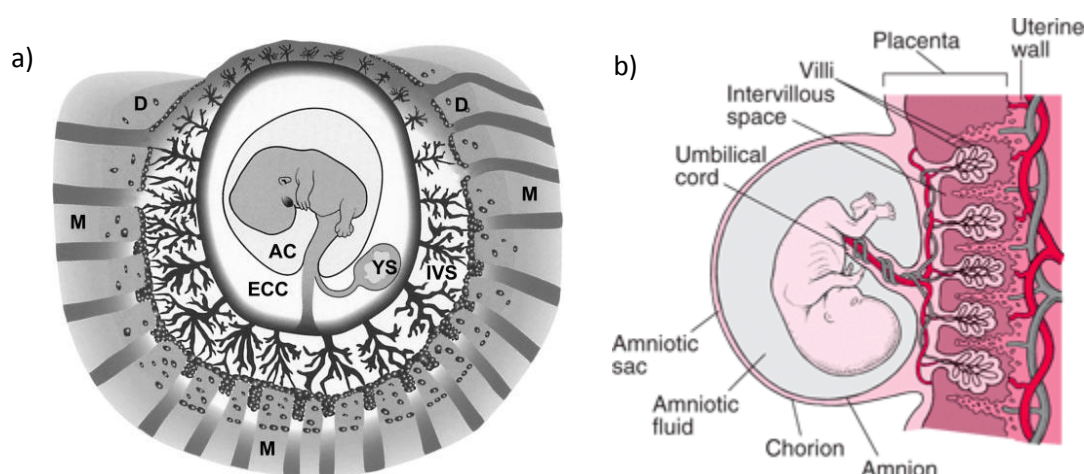 a)
D
D
M
M
AC
YS
IVS
ECC
M
b)
Placenta
Uterine
wall
Villi
Intervillous
space
Umbilical
cord
Amniotic
sac
Amniotic
fluid
Chorion
Amnion